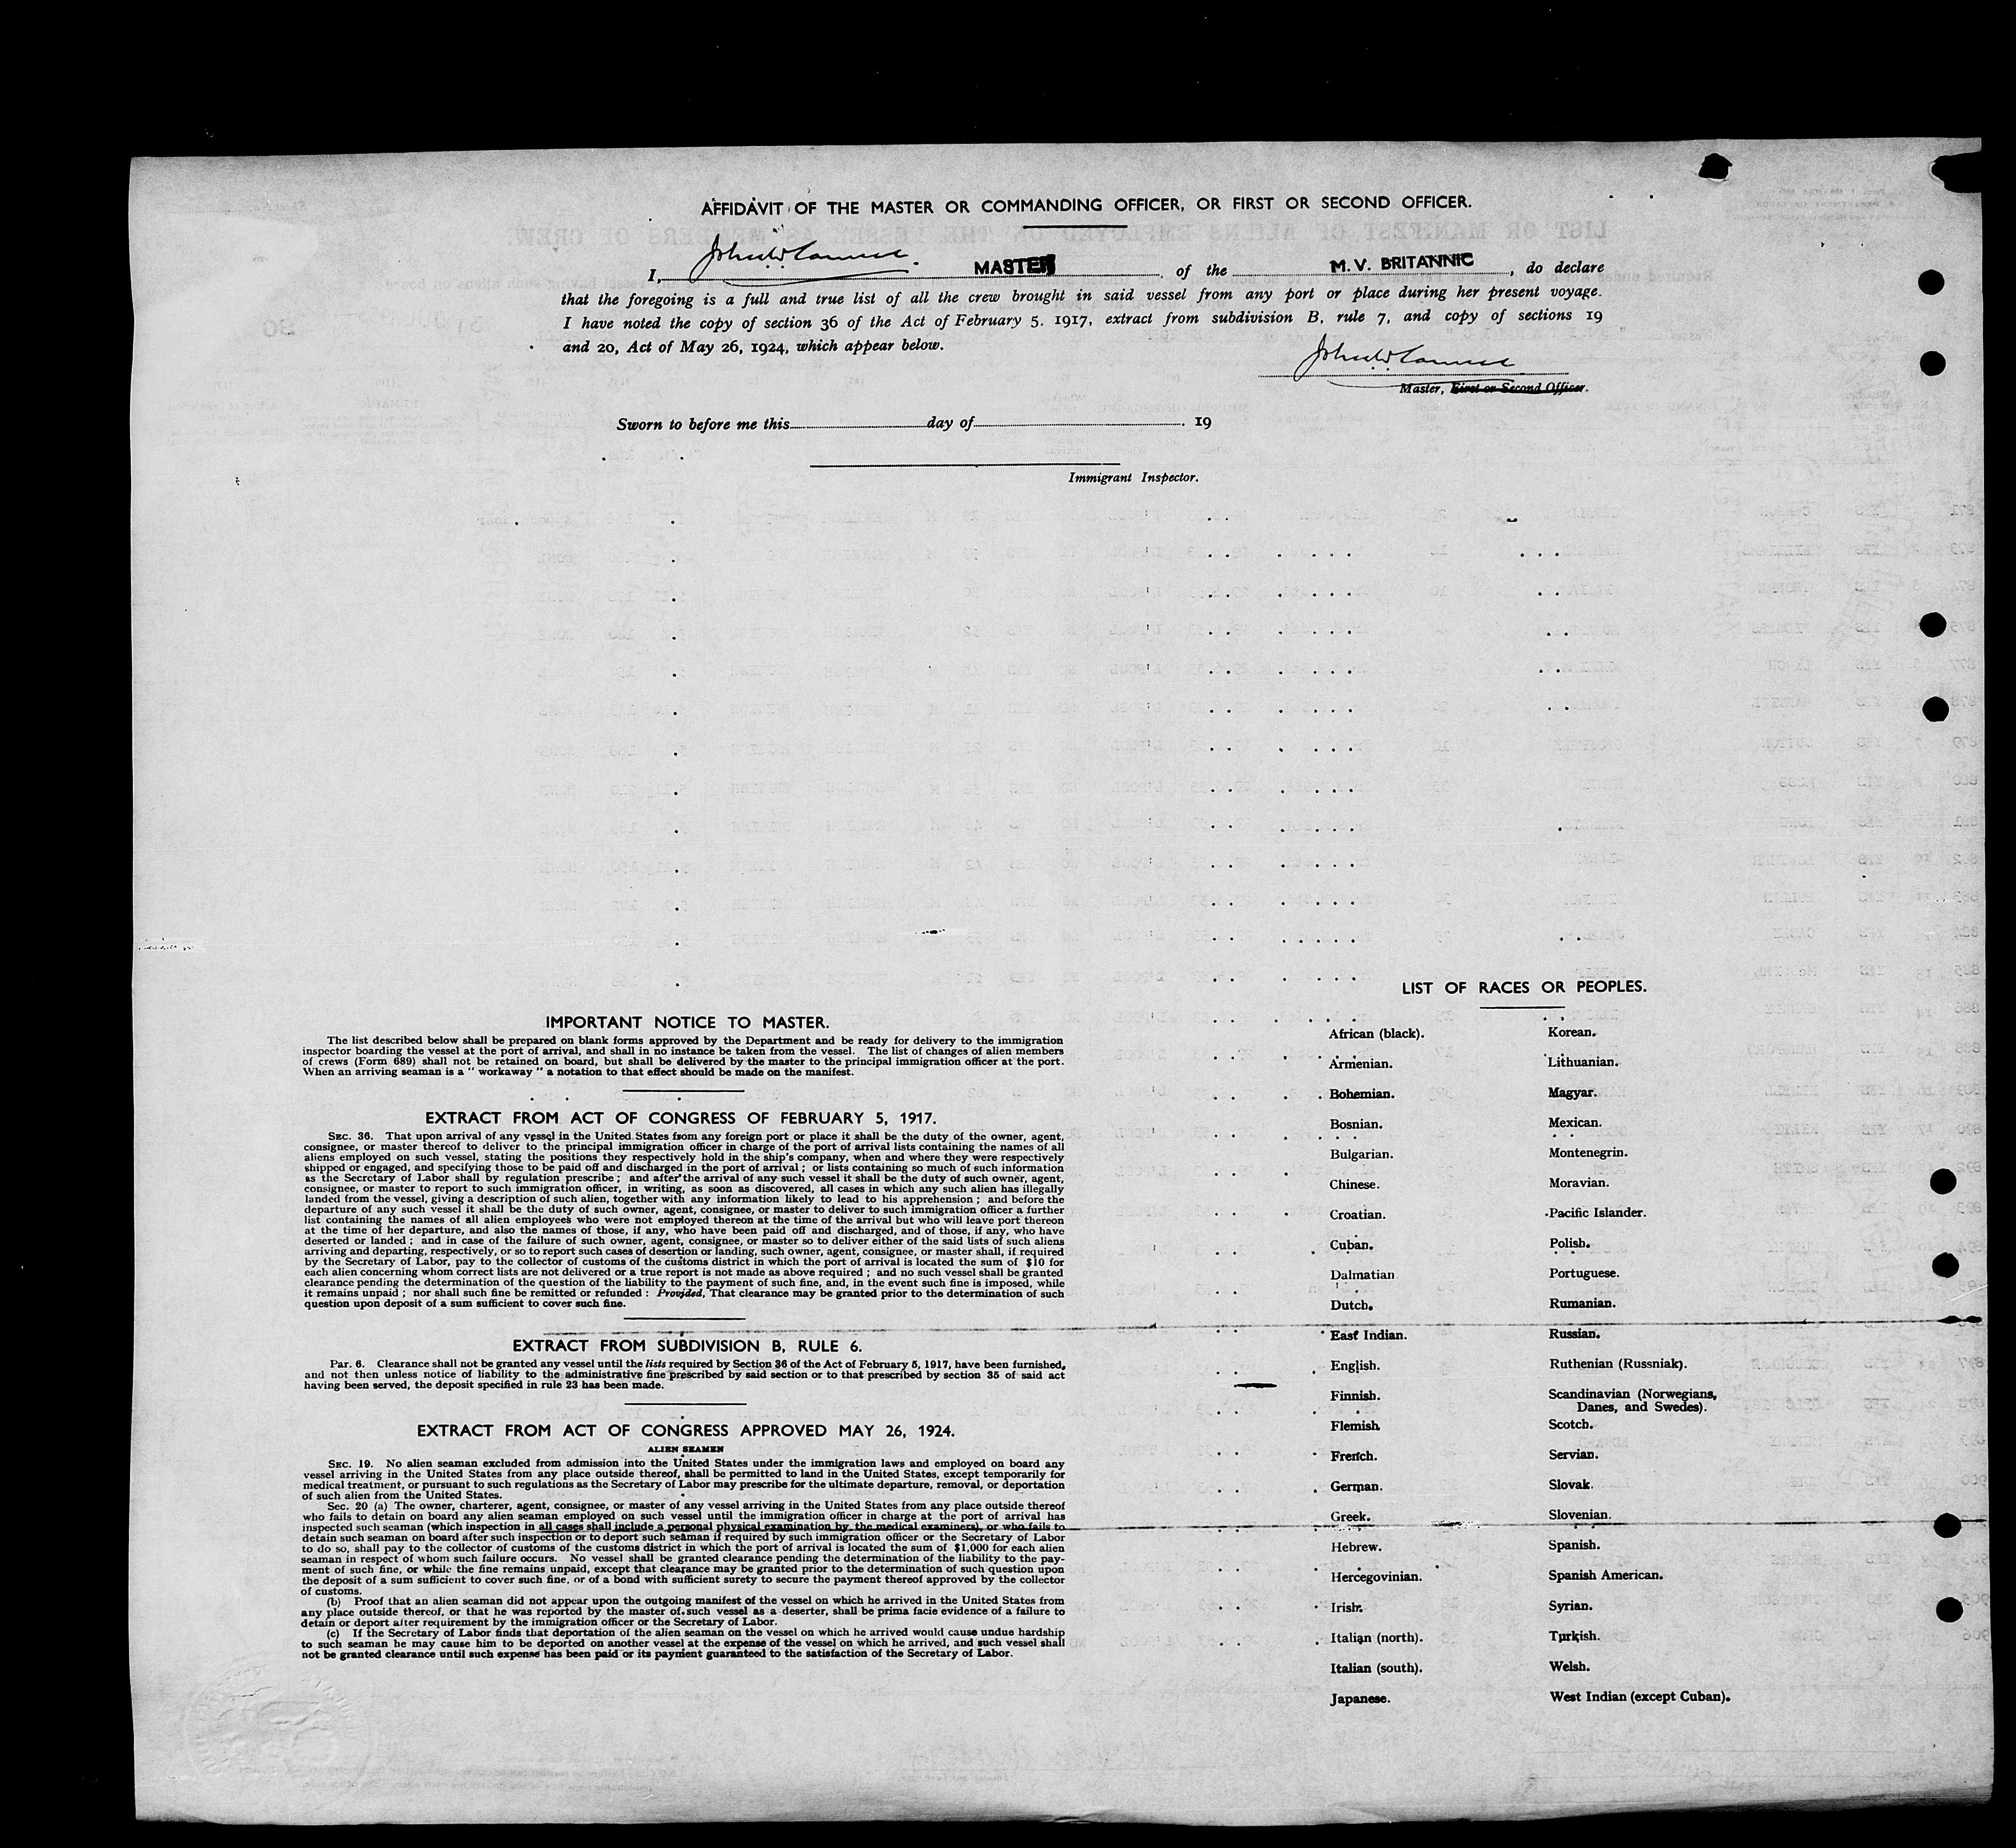 AFFIDAVIT OF THE MASTER OR COMMANDING OFFICER, OR FIRST OR SECOND OFFICER.
I, MASTER of the M.V. BRITANNIC, do declare
that the foregoing is a full and true list of all the crew brought in said vessel from any port or place during her present voyage.
I have noted the copy of section 36 of the Act of February 5. 1917, extract from subdivision B, rule 7, and copy of sections 19
and 20, Act of May 26, 1924, which appear below.
Master, First or Second Officer.
Sworn to before me this day of 19
Immigrant Inspector.
IMPORTANT NOTICE TO MASTER.
The list described below shall be prepared on blank forms approved by the Department and be ready for delivery to the immigration
inspector boarding the vessel at the port of arrival, and shall in no instance be taken from the vessel. The list of changes of alien members
of crews (Form 689) shall not be retained on board, but shall be delivered by the master to the principal immigration officer at the port.
When an arriving seaman is a " workaway " a notation to that effect should be made on the manifest.
EXTRACT FROM ACT OF CONGRESS OF FEBRUARY 5, 1917.
SEC. 36. That upon arrival of any vessel in the United States from any foreign port or place it shall be the duty of the owner, agent,
consignee, or master thereof to deliver to the principal immigration officer in charge of the port of arrival lists containing the names of all
aliens employed on such vessel, stating the positions they respectively hold in the ship's company, when and where they were respectively
shipped or engaged, and specifying those to be paid off and discharged in the port of arrival ; or lists containing so much of such information
as the Secretary of Labor shall by regulation prescribe ; and after the arrival of any such vessel it shall be the duty of such owner, agent,
consignee, or master to report to such immigration officer, in writing, as soon as discovered, all cases in which any such alien has illegally
landed from the vessel, giving a description of such alien, together with any information likely to lead to his apprehension ; and before the
departure of any such vessel it shall be the duty of such owner, agent, consignee, or master to deliver to such immigration officer a further
list containing the names of all alien employees who were not employed thereon at the time of the arrival but who will leave port thereon
at the time of her departure, and also the names of those, if any, who have been paid off and discharged, and of those, if any, who have
deserted or landed ; and in case of the failure of such owner, agent, consignee, or master so to deliver either of the said lists of such aliens
arriving and departing, respectively, or so to report such cases of desertion or landing, such owner, agent, consignee, or master shall, if required
by the Secretary of Labor, pay to the collector of customs of the customs district in which the port of arrival is located the sum of $10 for
each alien concerning whom correct lists are not delivered or a true report is not made as above required ; and no such vessel shall be granted
clearance pending the determination of the question of the liability to the payment of such fine, and, in the event such fine is imposed, while
it remains unpaid ; nor shall such fine be remitted or refunded : Provided, That clearance may be granted prior to the determination of such
question upon deposit of a sum sufficient to cover such fine.
EXTRACT FROM SUBDIVISION B, RULE 6.
Par. 6. Clearance shall not be granted any vessel until the lists required by Section 36 of the Act of February 5, 1917, have been furnished,
and not then unless notice of liability to the administrative fine prescribed by said section or to that prescribed by section 35 of said act
having been served, the deposit specified in rule 23 has been made.
EXTRACT FROM ACT OF CONGRESS APPROVED MAY 26, 1924.
ALIEN SEAMEN
SEC. 19. No alien seaman excluded from admission into the United States under the immigration laws and employed on board any
vessel arriving in the United States from any place outside thereof, shall be permitted to land in the United States, except temporarily for
medical treatment, or pursuant to such regulations as the Secretary of Labor may prescribe for the ultimate departure, removal, or deportation
of such alien from the United States.
Sec. 20 (a) The owner, charterer, agent, consignee, or master of any vessel arriving in the United States from any place outside thereof
who fails to detain on board any alien seaman employed on such vessel until the immigration officer in charge at the port of arrival has
inspected such seaman (which inspection in all cases shall include a personal physical examination by the medical examiners), or who fails to
detain such seaman on board after such inspection or to deport such seaman if required by such immigration officer or the Secretary of Labor
to do so, shall pay to the collector of customs of the customs district in which the port of arrival is located the sum of $1,000 for each alien
seaman in respect of whom such failure occurs. No vessel shall be granted clearance pending the determination of the liability to the pay-
ment of such fine, or while the fine remains unpaid, except that clearance may be granted prior to the determination of such question upon
the deposit of a sum sufficient to cover such fine, or of a bond with sufficient surety to secure the payment thereof approved by the collector
of customs.
(b) Proof that an alien seaman did not appear upon the outgoing manifest of the vessel on which he arrived in the United States from
any place outside thereof, or that he was reported by the master of such vessel as a deserter, shall be prima facie evidence of a failure to
detain or deport after requirement by the immigration officer or the Secretary of Labor.
(c) If the Secretary of Labor finds that deportation of the alien seaman on the vessel on which he arrived would cause undue hardship
to such seaman he may cause him to be deported on another vessel at the expense of the vessel on which he arrived, and such vessel shall
not be granted clearance until such expense has been paid or its payment guaranteed to the satisfaction of the Secretary of Labor.
LIST OF RACES OR PEOPLES.
African (black). Korean.
Armenian. Lithuanian.
Bohemian. Magyar.
Bosnian. Mexican.
Bulgarian. Montenegrin.
Chinese. Moravian.
Croatian. Pacific Islander.
Cuban. Polish.
Dalmatian Portuguese.
Dutch. Rumanian.
East Indian. Russian.
English. Ruthenian (Russniak).
Finnish. Scandinavian (Norwegians,
Danes, and Swedes).
Flemish Scotch.
French. Servian.
German. Slovak.
Greek. Slovenian.
Hebrew. Spanish.
Hercegovinian. Spanish American.
Irish. Syrian.
Italian (north). Turkish.
Italian (south). Welsh.
Japanese. West Indian (except Cuban).